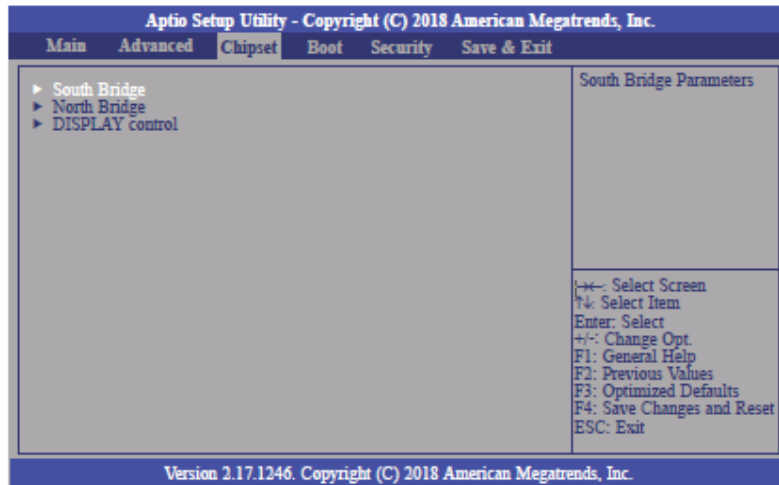 Aptio Setup Utility - Copyright (C) 2018 American Megatrends, Inc.
Main Advanced Chipset Boot Security Save & Exit
► South Bridge
► North Bridge
► DISPLAY control
South Bridge Parameters
→←: Select Screen
↑↓: Select Item
Enter: Select
+/-: Change Opt.
F1: General Help
F2: Previous Values
F3: Optimized Defaults
F4: Save Changes and Reset
ESC: Exit
Version 2.17.1246. Copyright (C) 2018 American Megatrends, Inc.